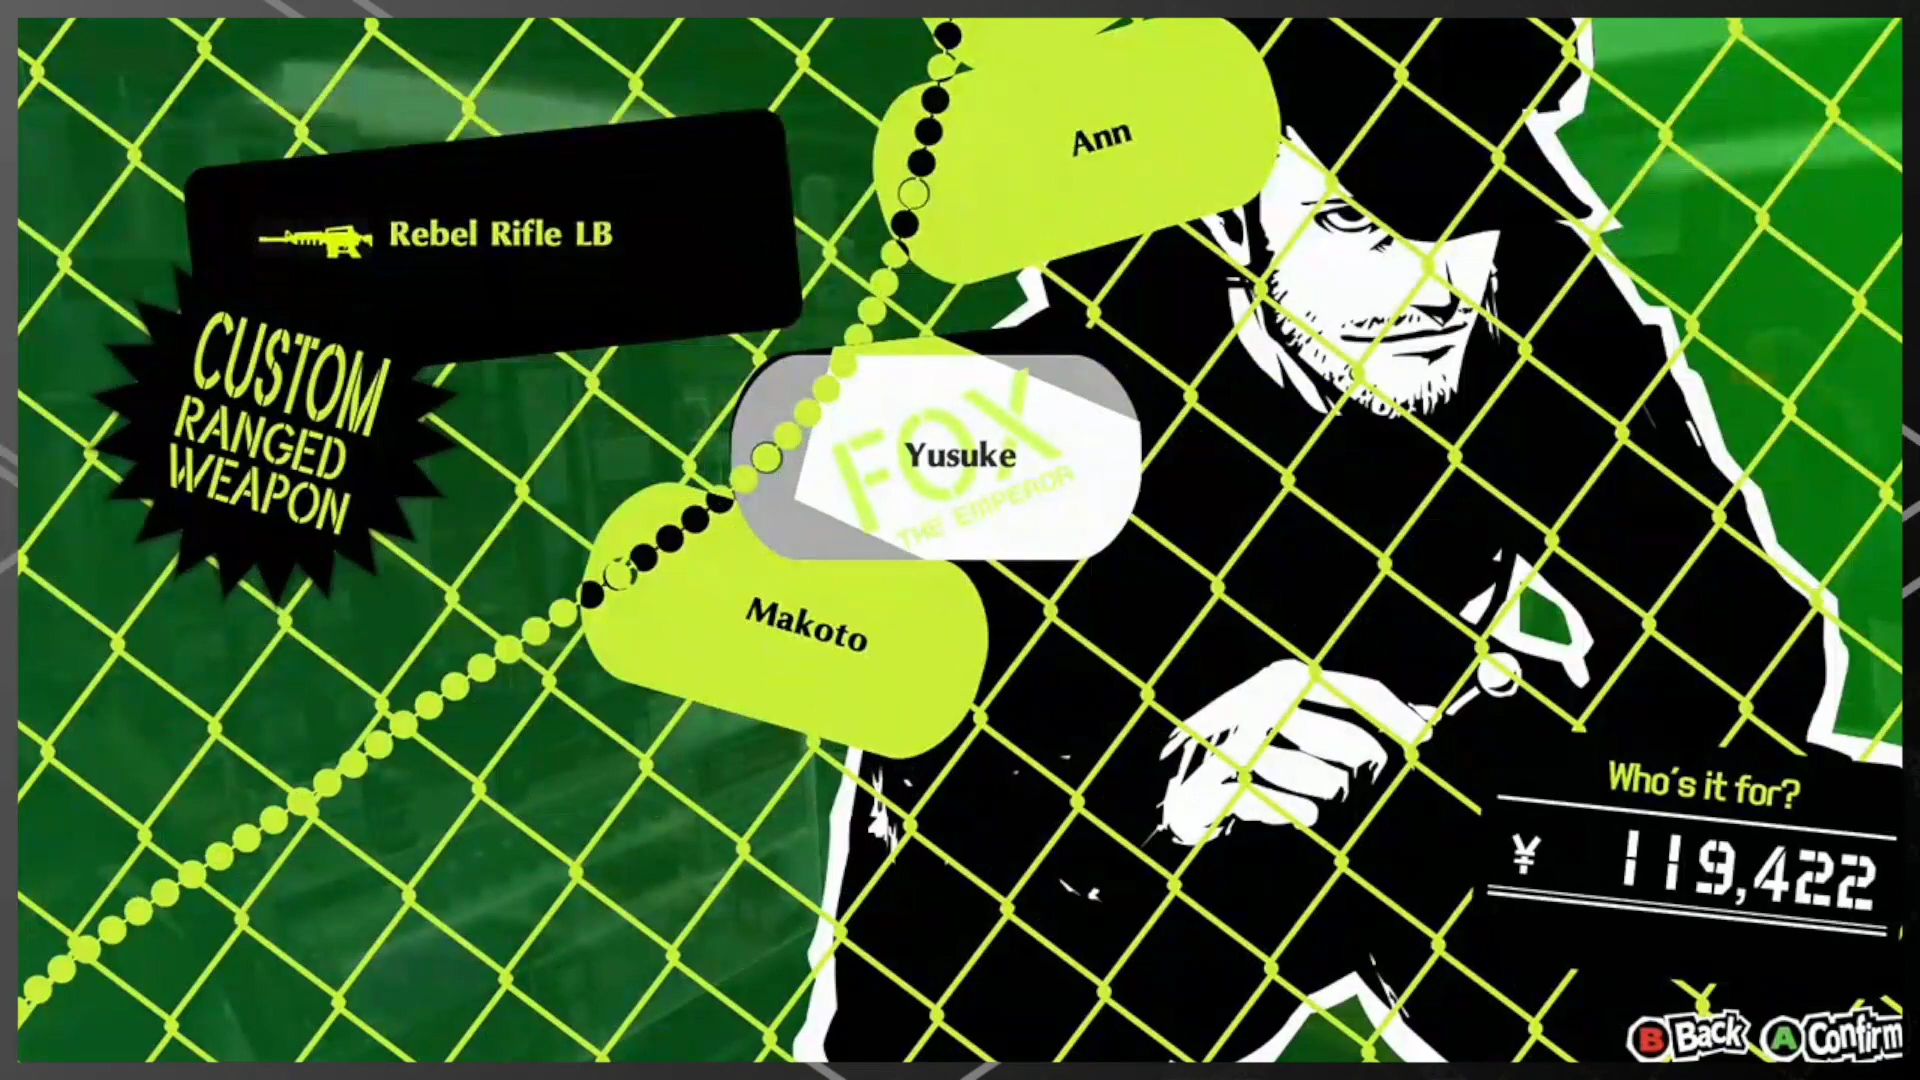 Ann
Rebel Rifle LB
CUSTOM
RANGED
WEAPON
FOX
Yusuke
THE EMPEROR
Makoto
Who's it for?
¥ 119,422
B Back A Confirm